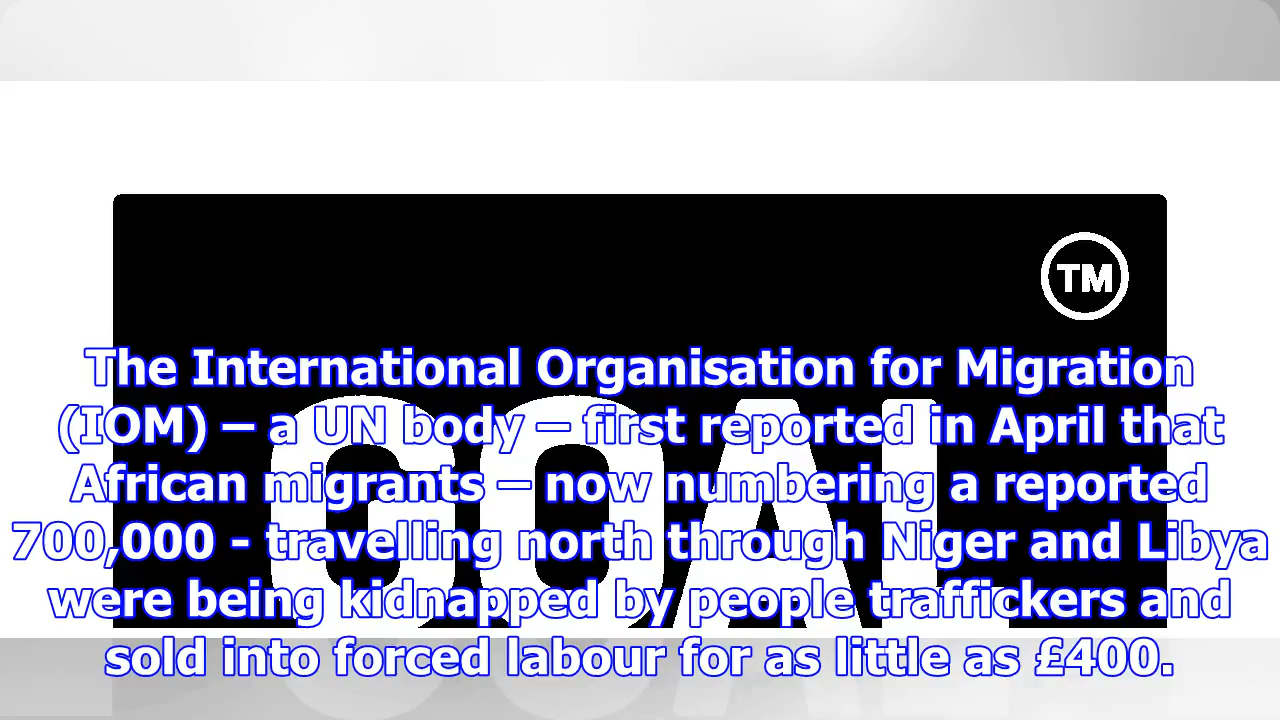 TM
GOAL
The International Organisation for Migration
(IOM) – a UN body – first reported in April that
African migrants – now numbering a reported
700,000 - travelling north through Niger and Libya
were being kidnapped by people traffickers and
sold into forced labour for as little as £400.